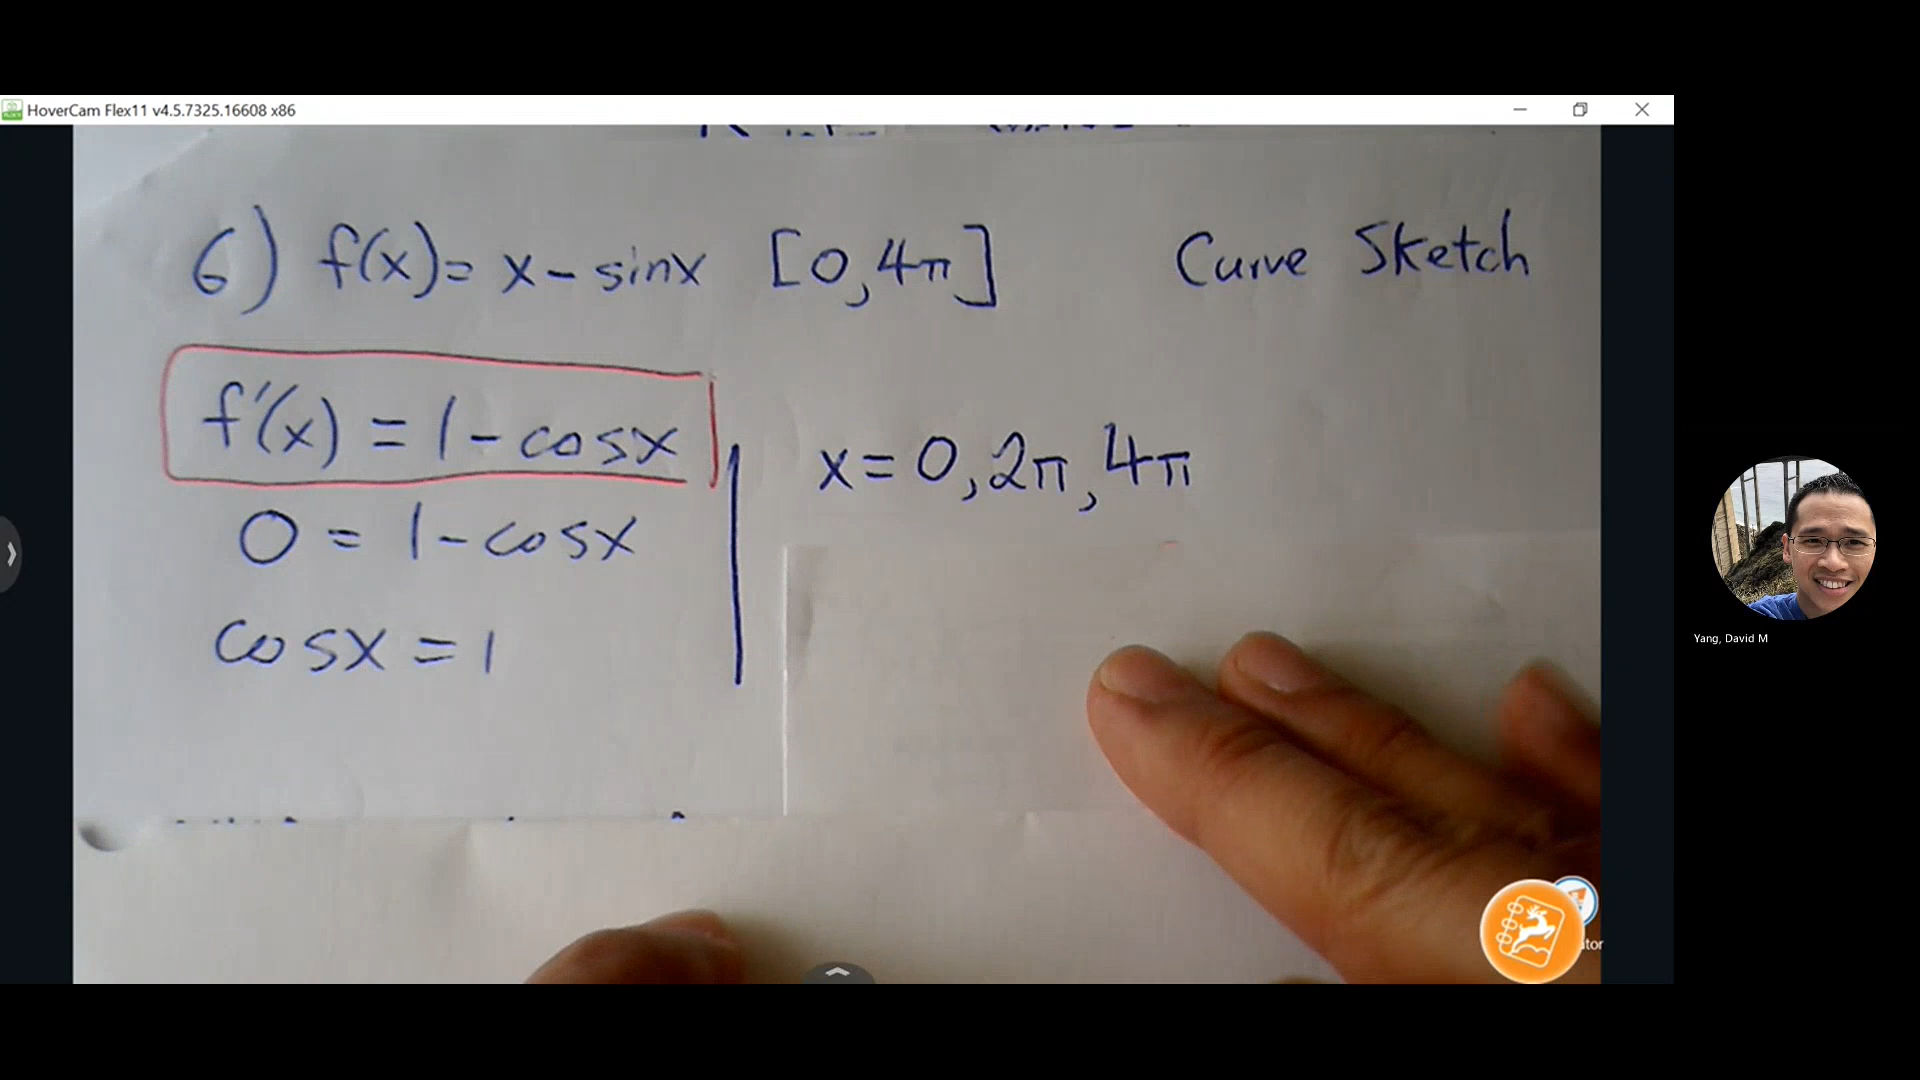 HoverCam Flex11 v4.5.7325.16608 x86
6) f(x) = x - sinx [0, 4π] Curve Sketch
f'(x) = 1 - cosx
x = 0, 2π, 4π
0 = 1 - cosx
cosx = 1
Yang, David M